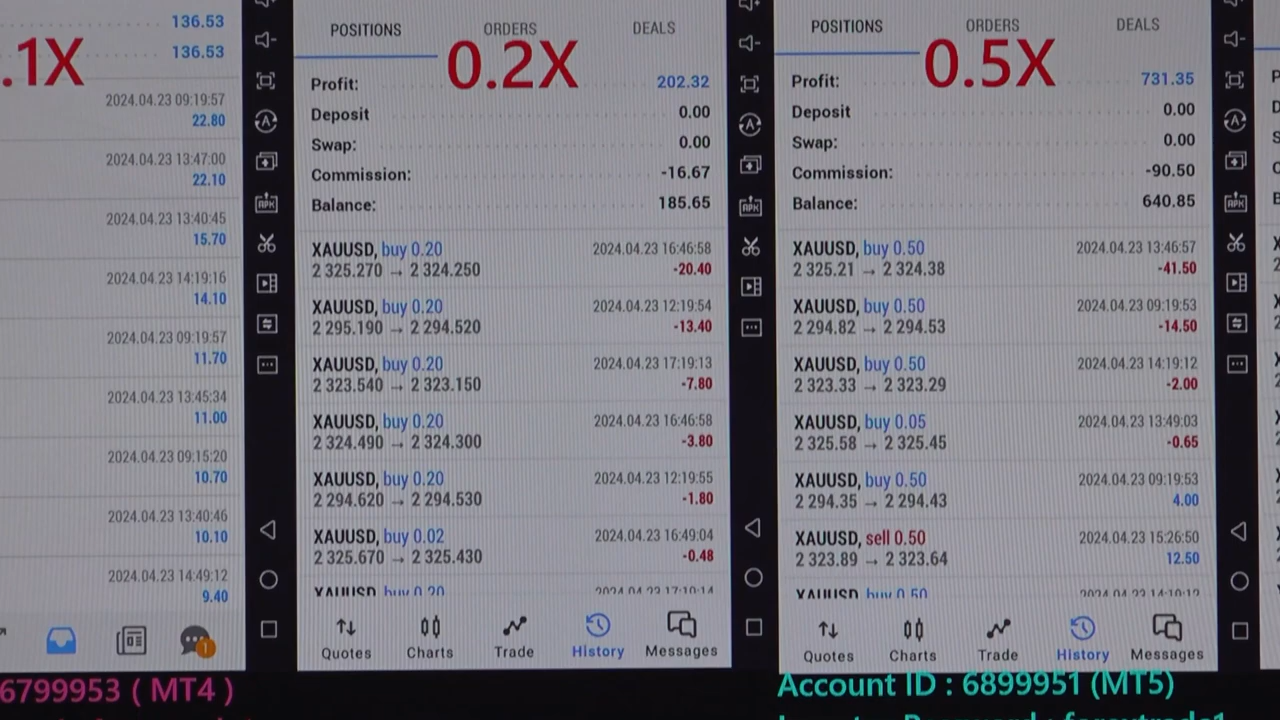 136.53
136.53
.1X
2024.04.23 09:19:57
22.80
2024.04.23 13:47:00
22.10
2024.04.23 13:40:45
15.70
2024.04.23 14:19:16
14.10
2024.04.23 09:19:57
11.70
2024.04.23 13:45:34
11.00
2024.04.23 09:15:20
10.70
2024.04.23 13:40:46
10.10
2024.04.23 14:49:12
9.40
1
6799953 ( MT4 )
POSITIONS ORDERS DEALS
0.2X
Profit: 202.32
Deposit 0.00
Swap: 0.00
Commission: -16.67
Balance: 185.65
XAUUSD, buy 0.20 2024.04.23 16:46:58
2 325.270 → 2 324.250 -20.40
XAUUSD, buy 0.20 2024.04.23 12:19:54
2 295.190 → 2 294.520 -13.40
XAUUSD, buy 0.20 2024.04.23 17:19:13
2 323.540 → 2 323.150 -7.80
XAUUSD, buy 0.20 2024.04.23 16:46:58
2 324.490 → 2 324.300 -3.80
XAUUSD, buy 0.20 2024.04.23 12:19:55
2 294.620 → 2 294.530 -1.80
XAUUSD, buy 0.02 2024.04.23 16:49:04
2 325.670 → 2 325.430 -0.48
XAUUSD, buy 0.20
Quotes Charts Trade History Messages
POSITIONS ORDERS DEALS
0.5X
Profit: 731.35
Deposit 0.00
Swap: 0.00
Commission: -90.50
Balance: 640.85
XAUUSD, buy 0.50 2024.04.23 13:46:57
2 325.21 → 2 324.38 -41.50
XAUUSD, buy 0.50 2024.04.23 09:19:53
2 294.82 → 2 294.53 -14.50
XAUUSD, buy 0.50 2024.04.23 14:19:12
2 323.33 → 2 323.29 -2.00
XAUUSD, buy 0.05 2024.04.23 13:49:03
2 325.58 → 2 325.45 -0.65
XAUUSD, buy 0.50 2024.04.23 09:19:53
2 294.35 → 2 294.43 4.00
XAUUSD, sell 0.50 2024.04.23 15:26:50
2 323.89 → 2 323.64 12.50
XAUUSD, buy 0.50
Quotes Charts Trade History Messages
Account ID : 6899951 (MT5)